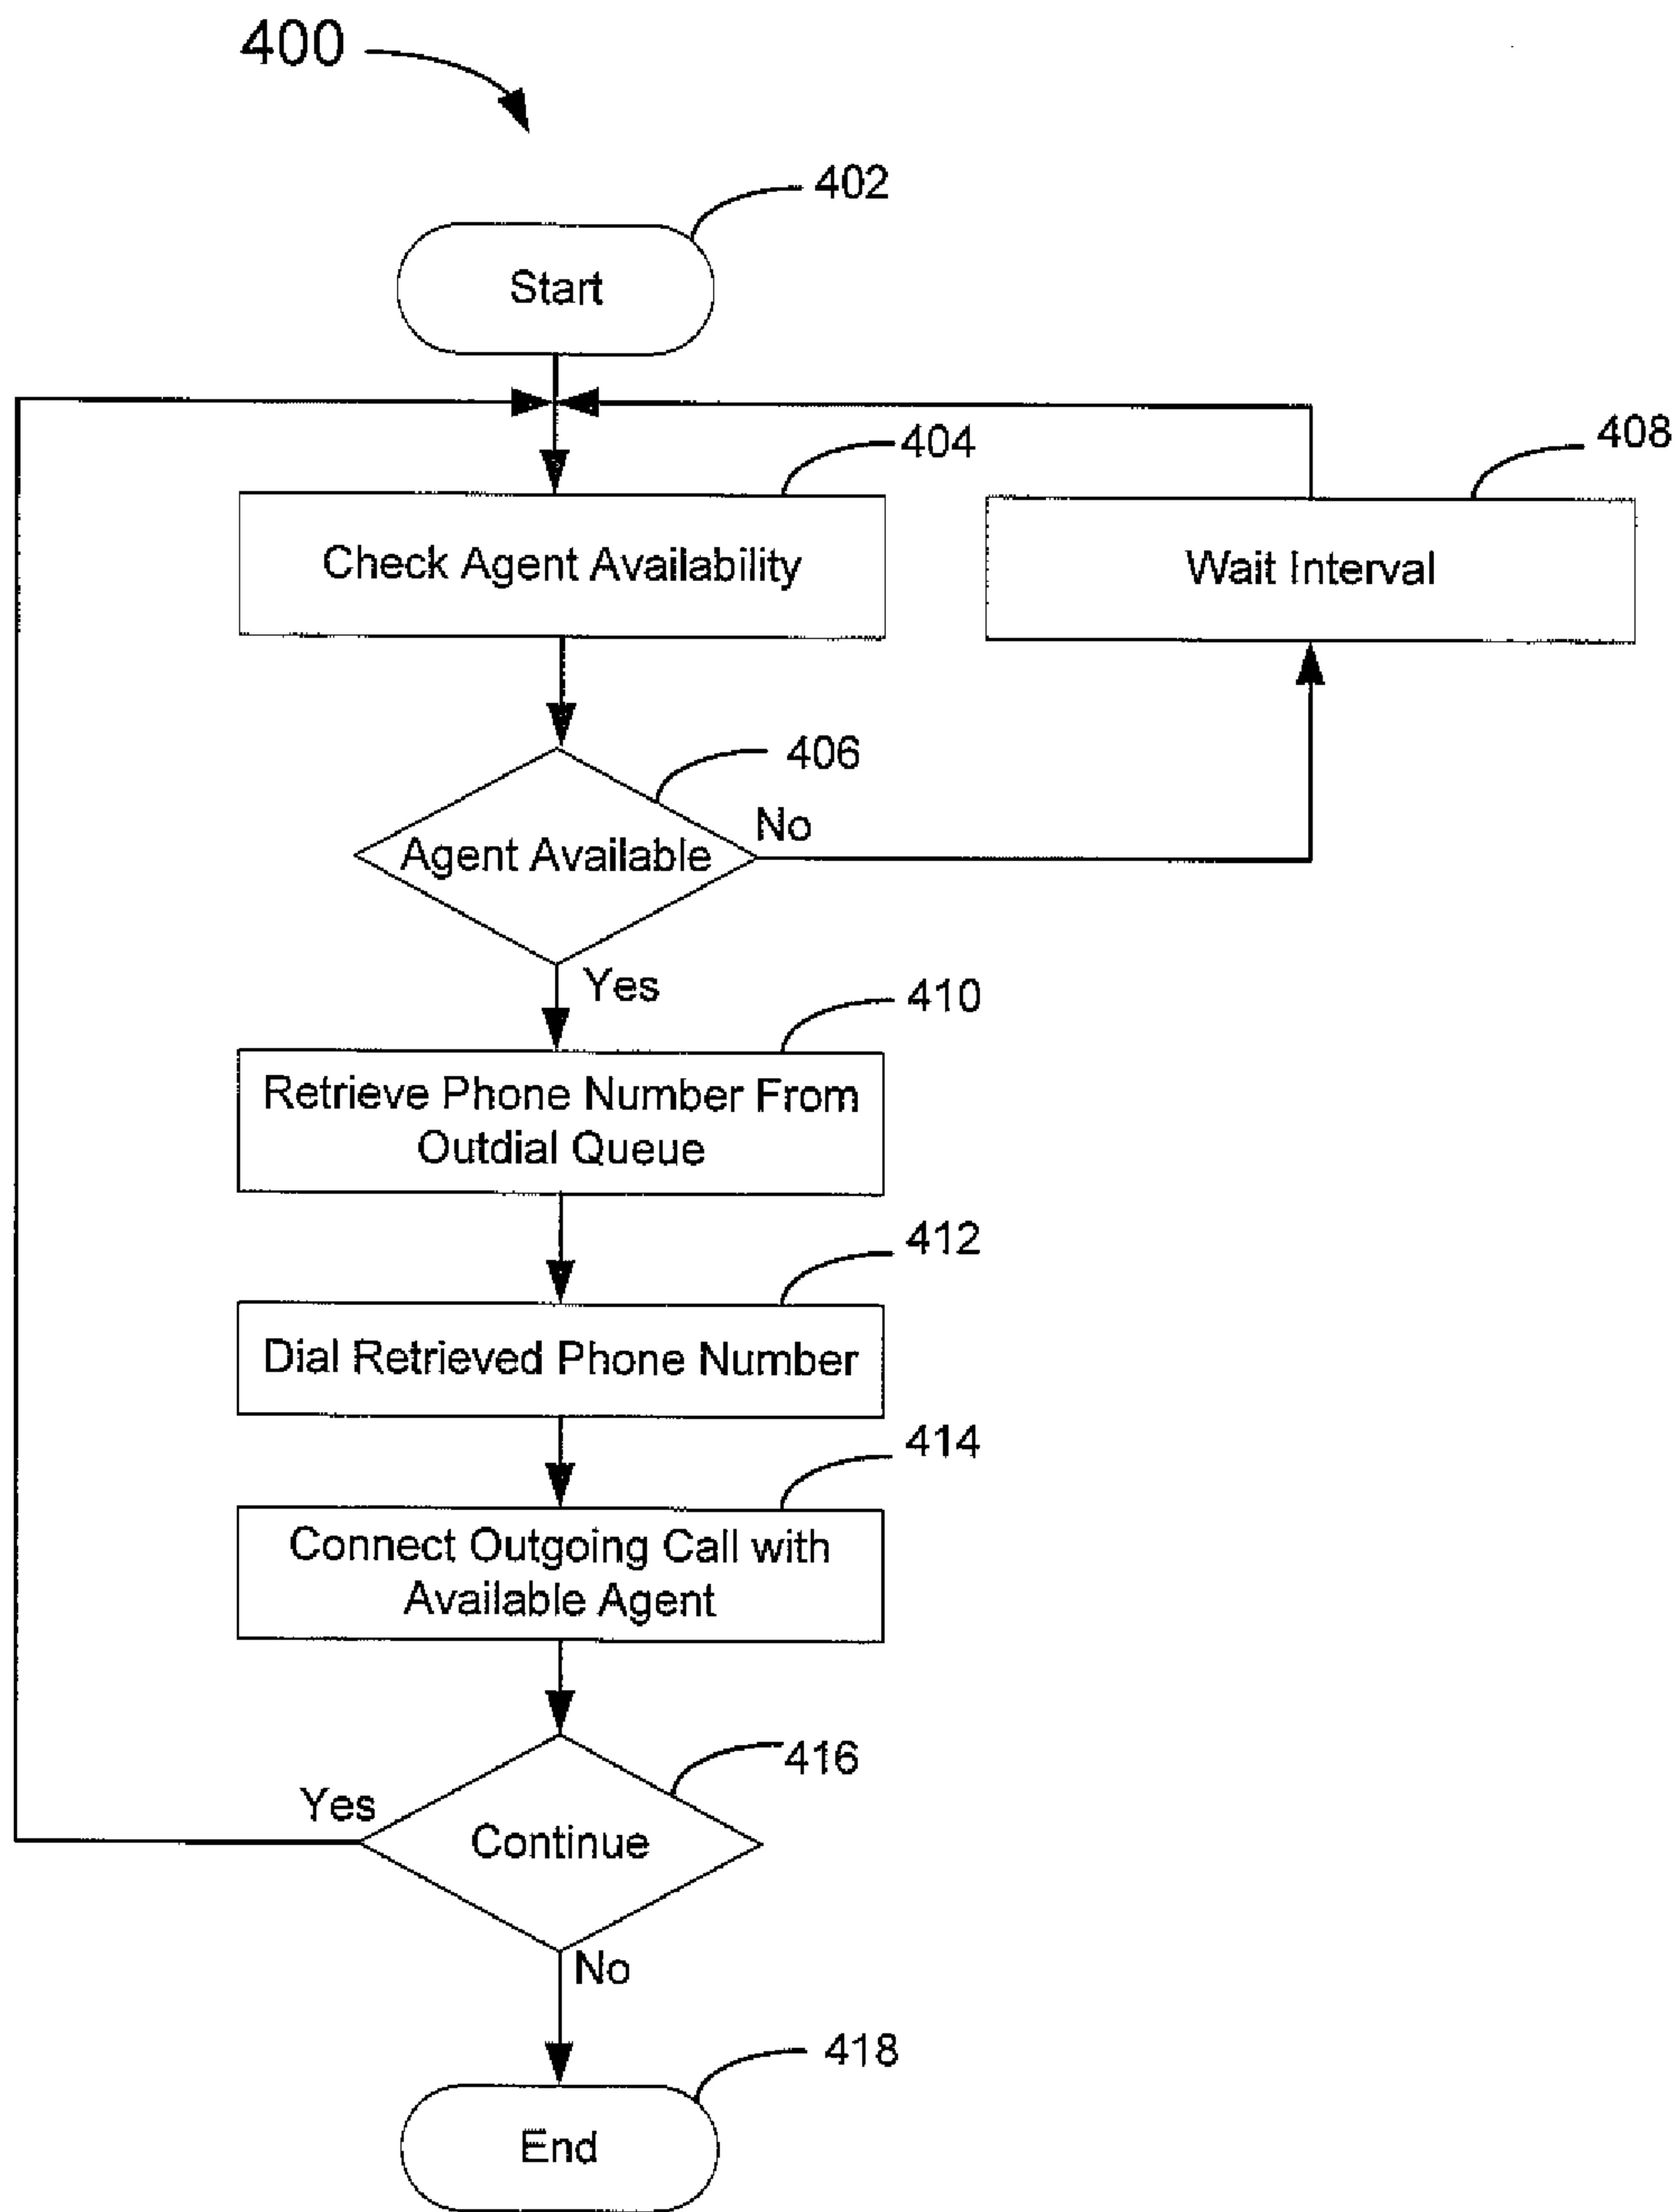 400
402
Start
404
408
Check Agent Availability
Wait Interval
406
No
Agent Available
Yes
410
Retrieve Phone Number From
Outdial Queue
412
Dial Retrieved Phone Number
414
Connect Outgoing Call with
Available Agent
416
Yes
Continue
No
418
End